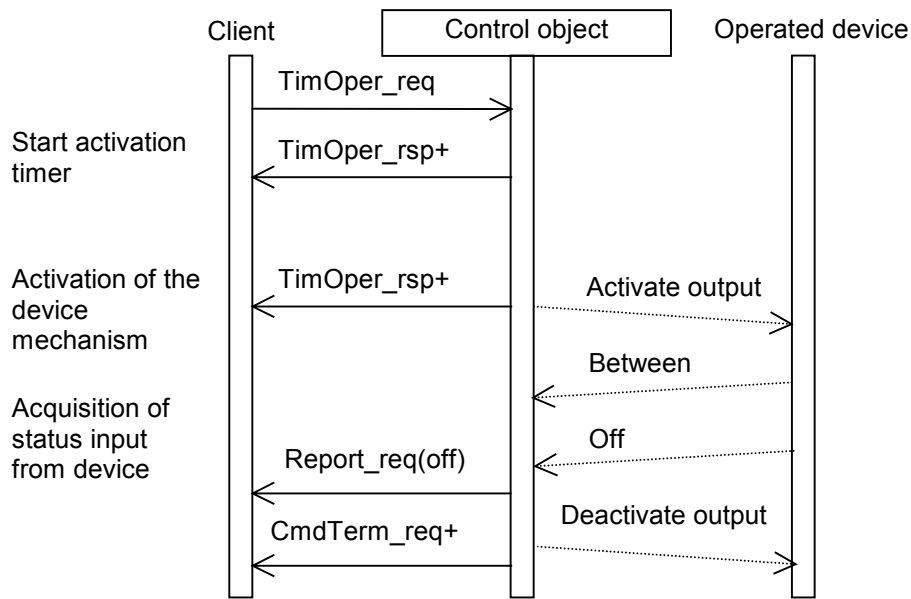 Client
Control object
Operated device
TimOper_req
Start activation
timer
TimOper_rsp+
Activation of the
device
mechanism
TimOper_rsp+
Activate output
Between
Acquisition of
status input
from device
Off
Report_req(off)
Deactivate output
CmdTerm_req+